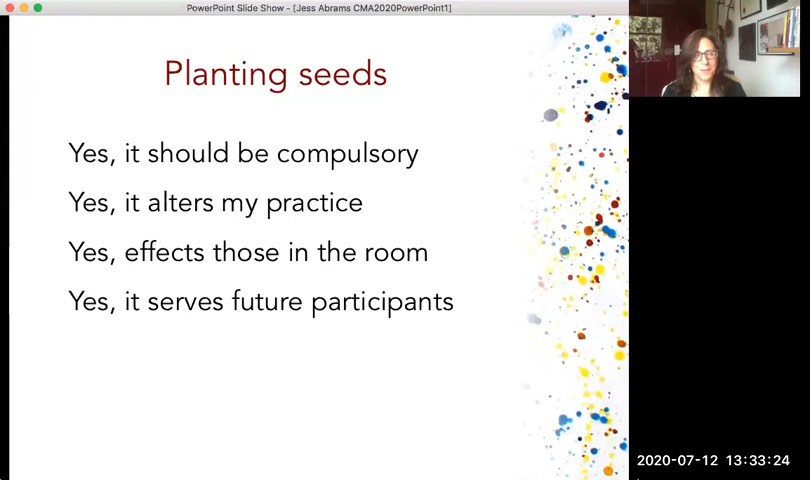 PowerPoint Slide Show - [Jess Abrams CMA2020PowerPoint1]
Planting seeds
Yes, it should be compulsory
Yes, it alters my practice
Yes, effects those in the room
Yes, it serves future participants
2020-07-12 13:33:24